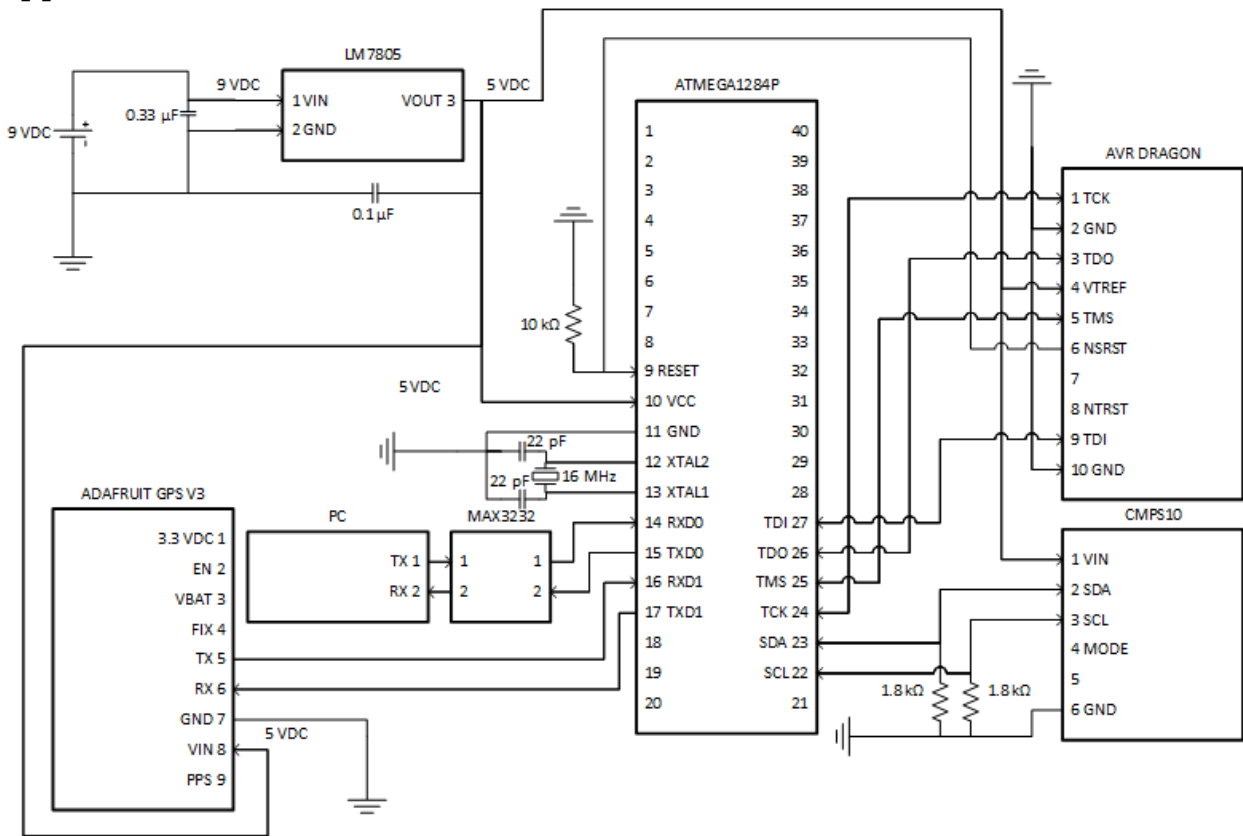 LM7805
9 VDC
5 VDC
1 VIN
VOUT 3
2 GND
0.33 µF
9 VDC
+
0.1 µF
ATMEGA1284P
1
2
3
4
5
6
7
8
9 RESET
10 VCC
11 GND
12 XTAL2
13 XTAL1
14 RXD0
15 TXD0
16 RXD1
17 TXD1
18
19
20
40
39
38
37
36
35
34
33
32
31
30
29
28
TDI 27
TDO 26
TMS 25
TCK 24
SDA 23
SCL 22
21
10 kΩ
5 VDC
22 pF
22 pF
16 MHz
AVR DRAGON
1 TCK
2 GND
3 TDO
4 VTREF
5 TMS
6 NSRST
7
8 NTRST
9 TDI
10 GND
CMPS10
1 VIN
2 SDA
3 SCL
4 MODE
5
6 GND
1.8 kΩ
1.8 kΩ
PC
TX 1
RX 2
MAX3232
1
1
2
2
ADAFRUIT GPS V3
3.3 VDC 1
EN 2
VBAT 3
FIX 4
TX 5
RX 6
GND 7
VIN 8
PPS 9
5 VDC